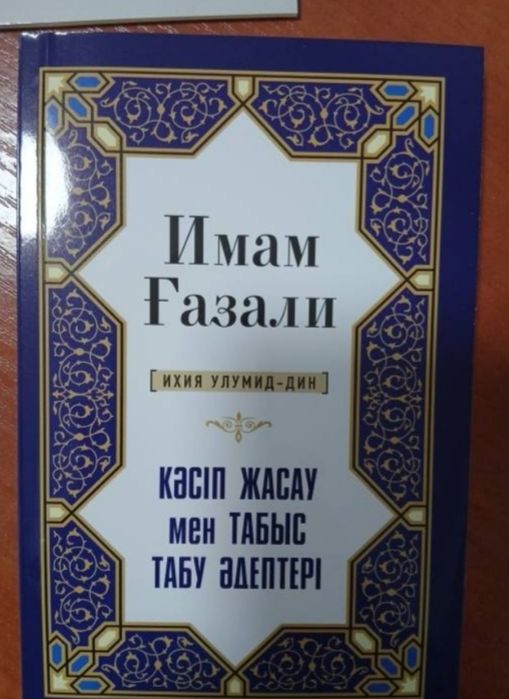 Имам
Ғазали
[ИХИЯ УЛУМИД-ДИН]
КӘСІП ЖАСАУ
мен ТАБЫС
ТАБУ ӘДЕПТЕРІ